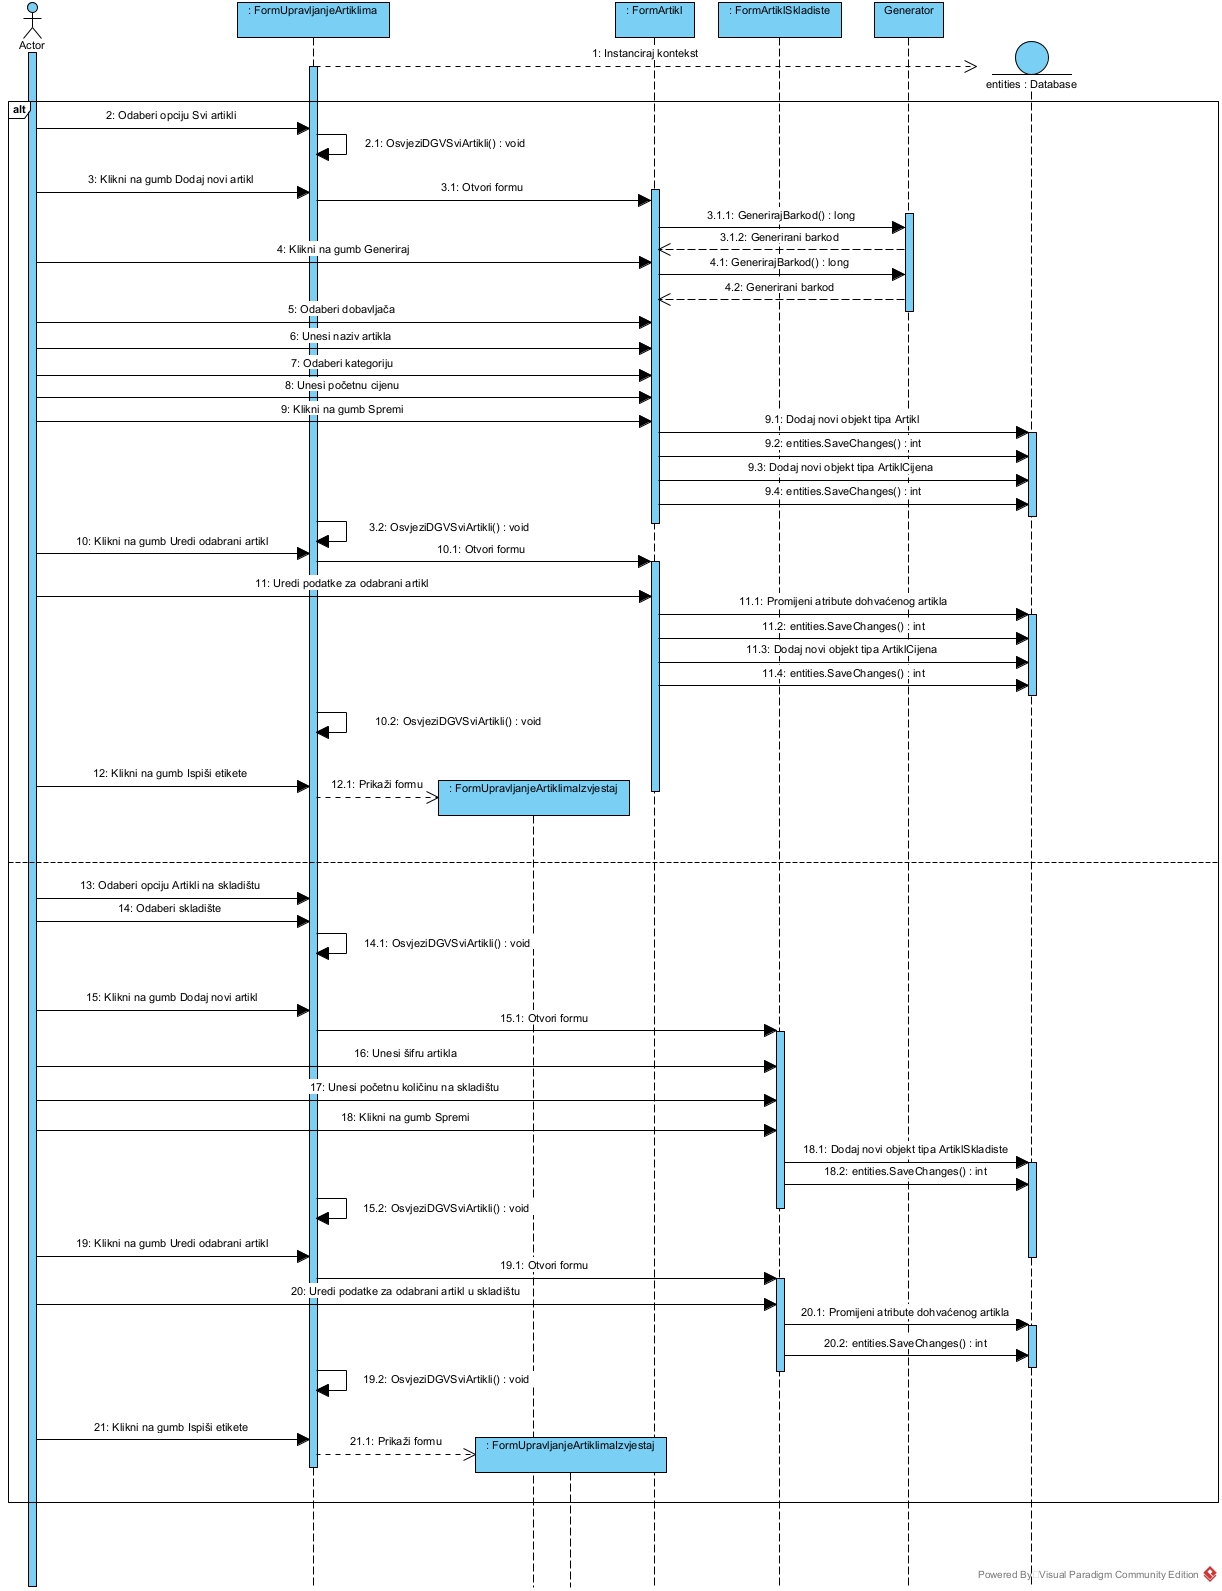 : FormUpravljanjeArtiklima
: FormArtikl
: FormArtiklSkladiste
Generator
Actor
1: Instanciraj kontekst
entities : Database
alt
2: Odaberi opciju Svi artikli
2.1: OsvjeziDGVSviArtikli() : void
3: Klikni na gumb Dodaj novi artikl
3.1: Otvori formu
3.1.1: GenerirajBarkod() : long
3.1.2: Generirani barkod
4: Klikni na gumb Generiraj
4.1: GenerirajBarkod() : long
4.2: Generirani barkod
5: Odaberi dobavljača
6: Unesi naziv artikla
7: Odaberi kategoriju
8: Unesi početnu cijenu
9: Klikni na gumb Spremi
9.1: Dodaj novi objekt tipa Artikl
9.2: entities.SaveChanges() : int
9.3: Dodaj novi objekt tipa ArtiklCijena
9.4: entities.SaveChanges() : int
3.2: OsvjeziDGVSviArtikli() : void
10: Klikni na gumb Uredi odabrani artikl
10.1: Otvori formu
11: Uredi podatke za odabrani artikl
11.1: Promijeni atribute dohvaćenog artikla
11.2: entities.SaveChanges() : int
11.3: Dodaj novi objekt tipa ArtiklCijena
11.4: entities.SaveChanges() : int
10.2: OsvjeziDGVSviArtikli() : void
12: Klikni na gumb Ispiši etikete
12.1: Prikaži formu
: FormUpravljanjeArtiklimaIzvjestaj
13: Odaberi opciju Artikli na skladištu
14: Odaberi skladište
14.1: OsvjeziDGVSviArtikli() : void
15: Klikni na gumb Dodaj novi artikl
15.1: Otvori formu
16: Unesi šifru artikla
17: Unesi početnu količinu na skladištu
18: Klikni na gumb Spremi
18.1: Dodaj novi objekt tipa ArtiklSkladiste
18.2: entities.SaveChanges() : int
15.2: OsvjeziDGVSviArtikli() : void
19: Klikni na gumb Uredi odabrani artikl
19.1: Otvori formu
20: Uredi podatke za odabrani artikl u skladištu
20.1: Promijeni atribute dohvaćenog artikla
20.2: entities.SaveChanges() : int
19.2: OsvjeziDGVSviArtikli() : void
21: Klikni na gumb Ispiši etikete
21.1: Prikaži formu
: FormUpravljanjeArtiklimaIzvjestaj
Powered By Visual Paradigm Community Edition